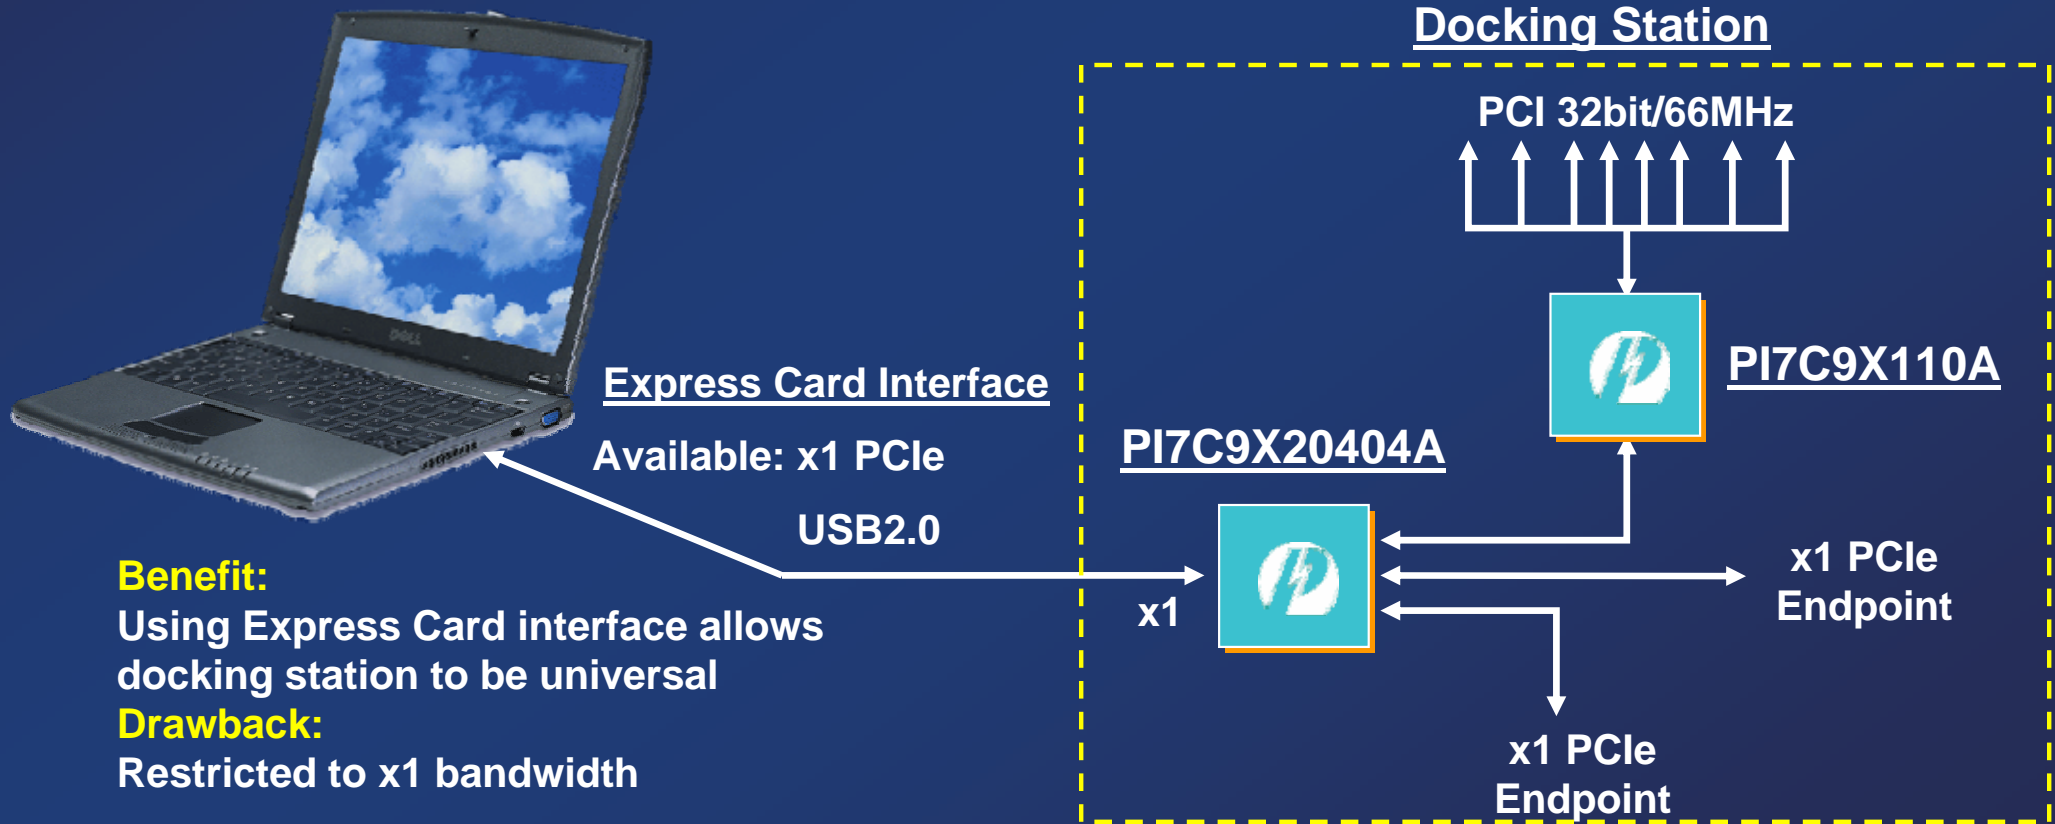 Docking Station
PCI 32bit/66MHz
PI7C9X110A
Express Card Interface
Available: x1 PCIe
USB2.0
PI7C9X20404A
x1
x1 PCIe
Endpoint
x1 PCIe
Endpoint
Benefit:
Using Express Card interface allows
docking station to be universal
Drawback:
Restricted to x1 bandwidth
DELL